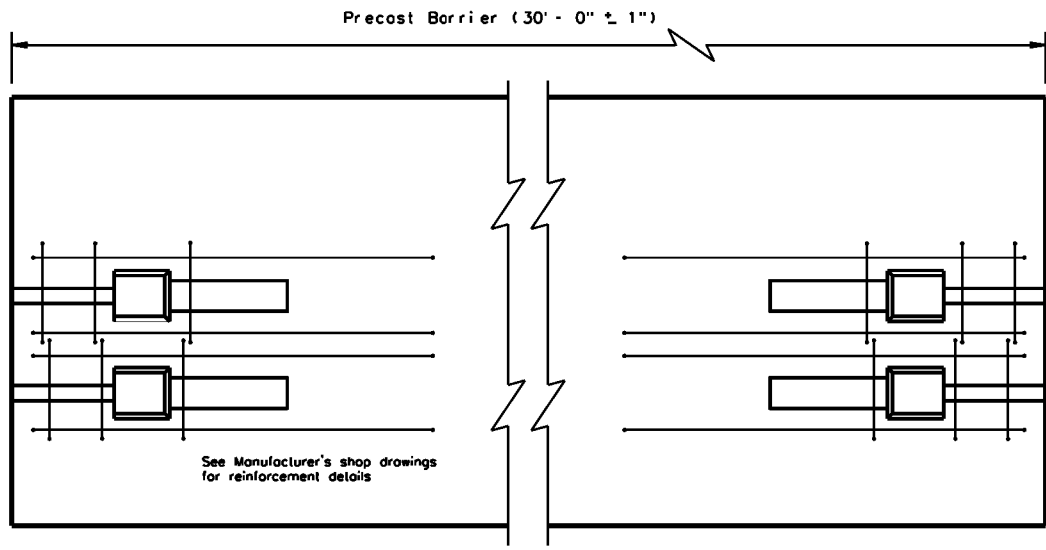 Precast Barrier (30' - 0" ± 1")
See Manufacturer's shop drawings
for reinforcement details